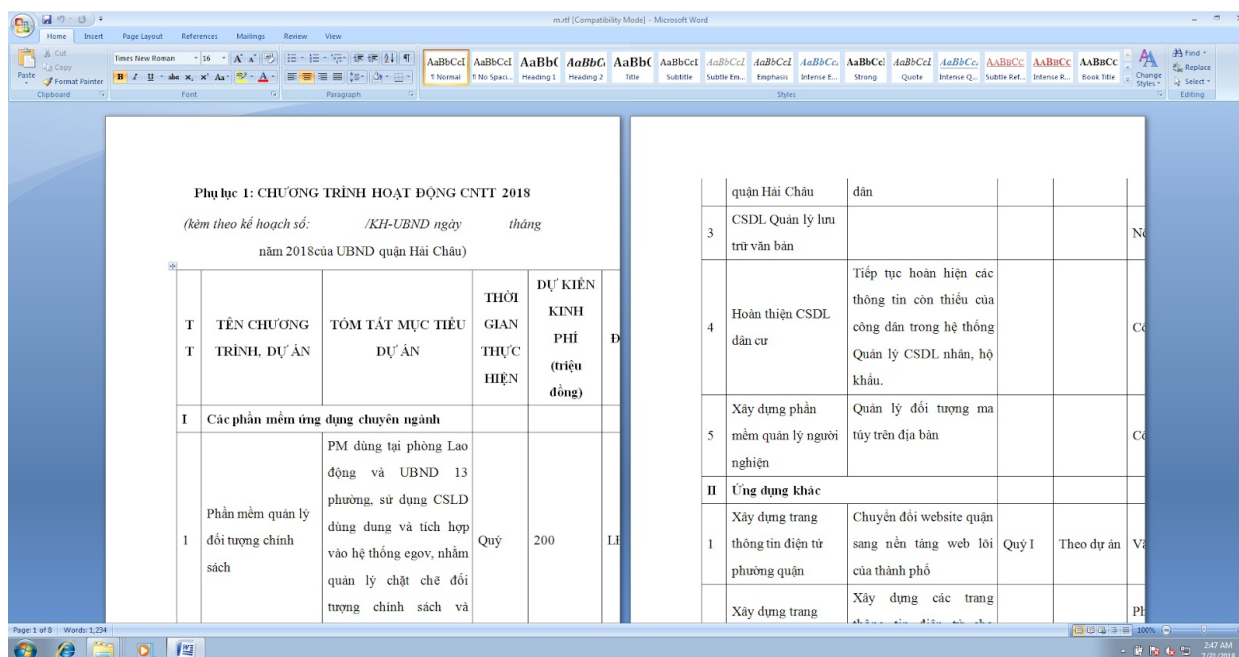 m.rtf [Compatibility Mode] - Microsoft Word
Home Insert Page Layout References Mailings Review View
Cut
Copy
Paste
Format Painter
Clipboard
Times New Roman 16
Font
Paragraph
AaBbCcI AaBbCcI AaBb( AaBbC AaBb( AaBbCcI AaBbCcI AaBbCcI AaBbCc. AaBbCc AaBbCcI AaBbCc. AABBCC AABBCC AABBCC
¶ Normal ¶ No Spaci... Heading 1 Heading 2 Title Subtitle Subtle Em... Emphasis Intense E... Strong Quote Intense Q... Subtle Ref... Intense R... Book Title
Change Styles
Styles
Find
Replace
Select
Editing
Phụ lục 1: CHƯƠNG TRÌNH HOẠT ĐỘNG CNTT 2018
(kèm theo kế hoạch số: /KH-UBND ngày tháng
năm 2018của UBND quận Hải Châu)
TT
TÊN CHƯƠNG
TRÌNH, DỰ ÁN
TÓM TẮT MỤC TIÊU
DỰ ÁN
THỜI
GIAN
THỰC
HIỆN
DỰ KIẾN
KINH
PHÍ
(triệu
đồng)
Đ
I Các phần mềm ứng dụng chuyên ngành
1
Phần mềm quản lý
đối tượng chính
sách
PM dùng tại phòng Lao
động và UBND 13
phường, sử dụng CSLD
dùng dung và tích hợp
vào hệ thống egov, nhằm
quản lý chặt chẽ đối
tượng chính sách và
Quý
200
quận Hải Châu dân
3
CSDL Quản lý lưu
trữ văn bản
4
Hoàn thiện CSDL
dân cư
Tiếp tục hoàn hiện các
thông tin còn thiếu của
công dân trong hệ thống
Quản lý CSDL nhân, hộ
khẩu.
5
Xây dựng phần
mềm quản lý người
nghiện
Quản lý đối tượng ma
túy trên địa bàn
II Ứng dụng khác
1
Xây dựng trang
thông tin điện tử
phường quận
Chuyển đổi website quận
sang nền tảng web lõi
của thành phố
Quý I
Theo dự án
Xây dựng trang
Xây dựng các trang
thông tin điện tử cho
Page: 1 of 8 Words: 1,234
100%
2:47 AM
7/21/2018